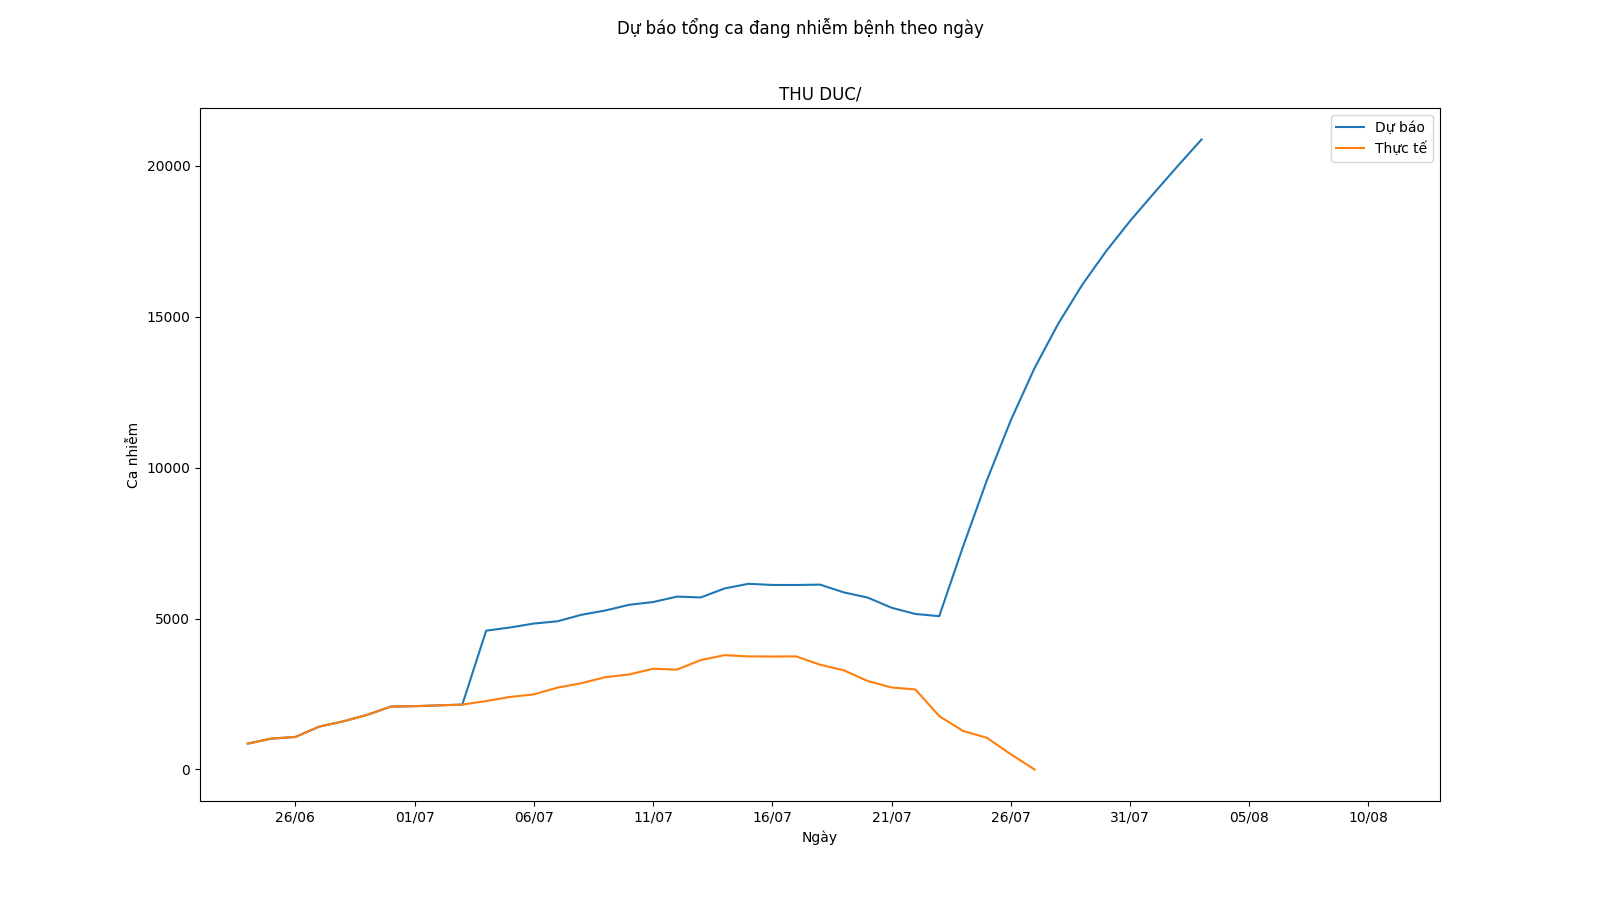 Dự báo tổng ca đang nhiễm bệnh theo ngày
THU DUC/
Dự báo
Thực tế
20000
15000
10000
5000
0
Ca nhiễm
26/06 01/07 06/07 11/07 16/07 21/07 26/07 31/07 05/08 10/08
Ngày